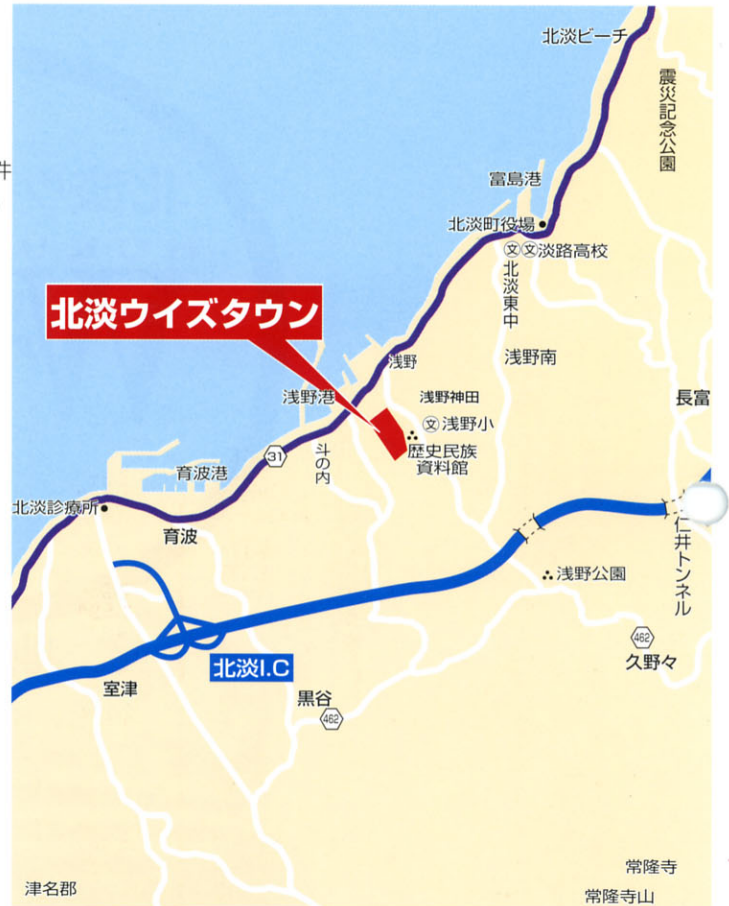 北淡ビーチ
震災記念公園
件
富島港
北淡町役場
文文淡路高校
北淡東中
北淡ウイズタウン
浅野
浅野南
浅野港
浅野神田
長富
文浅野小
歴史民族
資料館
31
斗の内
育波港
北淡診療所
育波
仁井トンネル
浅野公園
462
久野々
北淡I.C
室津
黒谷
462
常隆寺
津名郡
常隆寺山